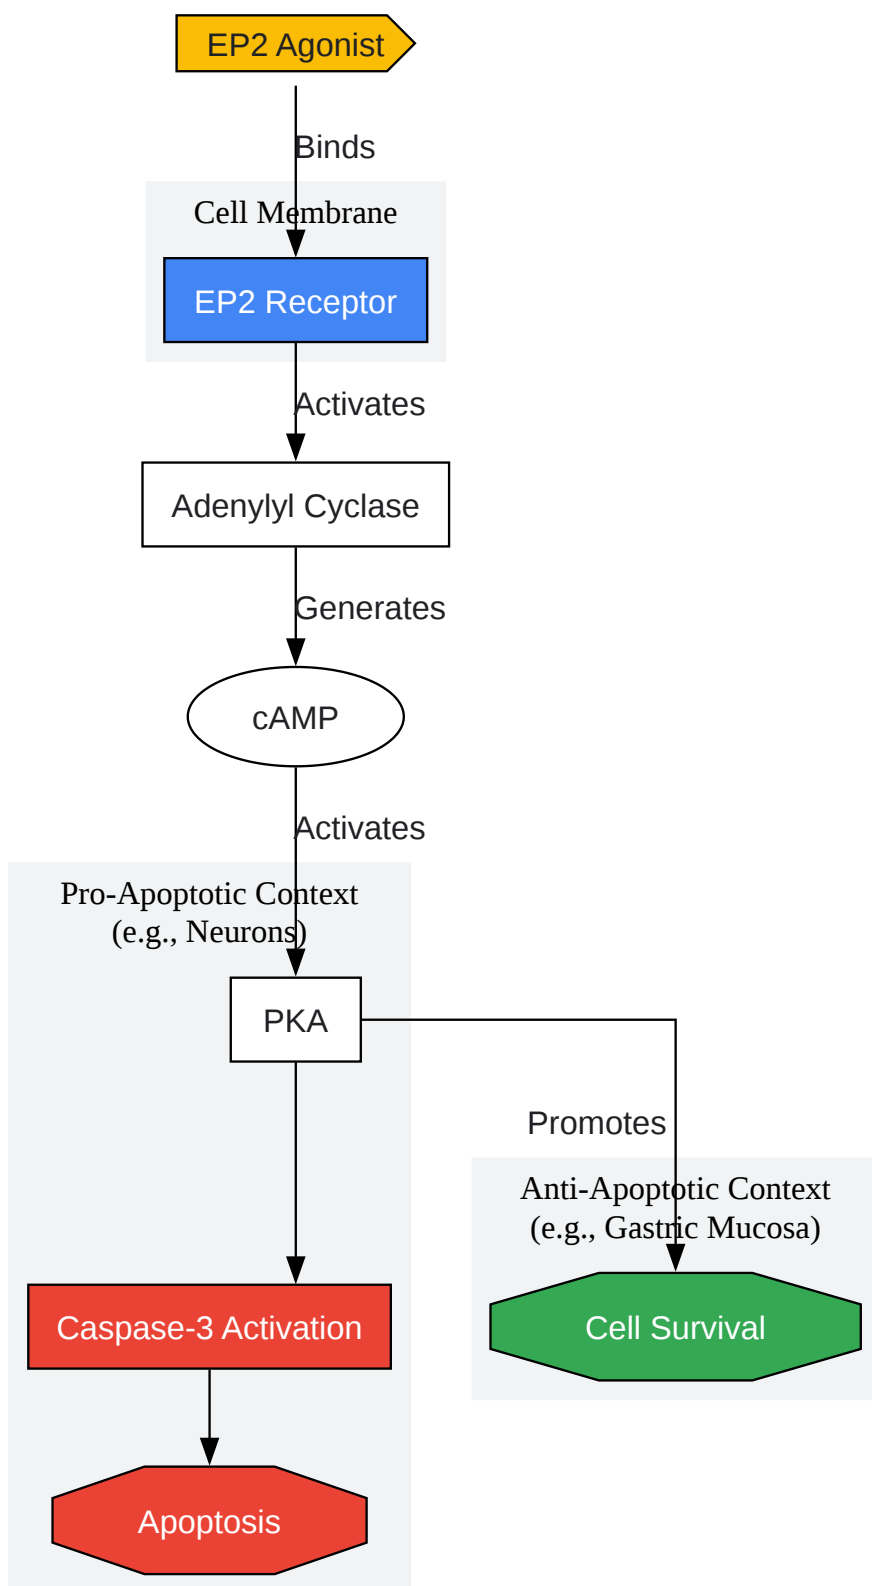 EP2 Agonist
Binds
Cell Membrane
EP2 Receptor
Activates
Adenylyl Cyclase
Generates
cAMP
Activates
Pro-Apoptotic Context
(e.g., Neurons)
PKA
Promotes
Anti-Apoptotic Context
(e.g., Gastric Mucosa)
Caspase-3 Activation
Cell Survival
Apoptosis